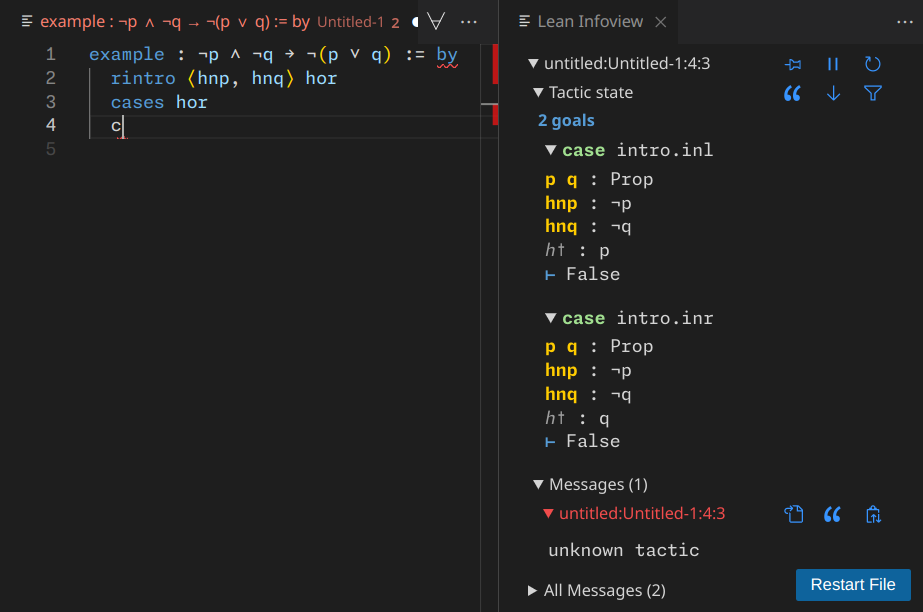 example : ¬p ∧ ¬q → ¬(p ∨ q) := by Untitled-1 2
Lean Infoview
1 example : ¬p ∧ ¬q → ¬(p ∨ q) := by
2 rintro ⟨hnp, hnq⟩ hor
3 cases hor
4 c
5
untitled:Untitled-1:4:3
Tactic state
2 goals
case intro.inl
p q : Prop
hnp : ¬p
hnq : ¬q
h† : p
⊢ False
case intro.inr
p q : Prop
hnp : ¬p
hnq : ¬q
h† : q
⊢ False
Messages (1)
untitled:Untitled-1:4:3
unknown tactic
All Messages (2)
Restart File